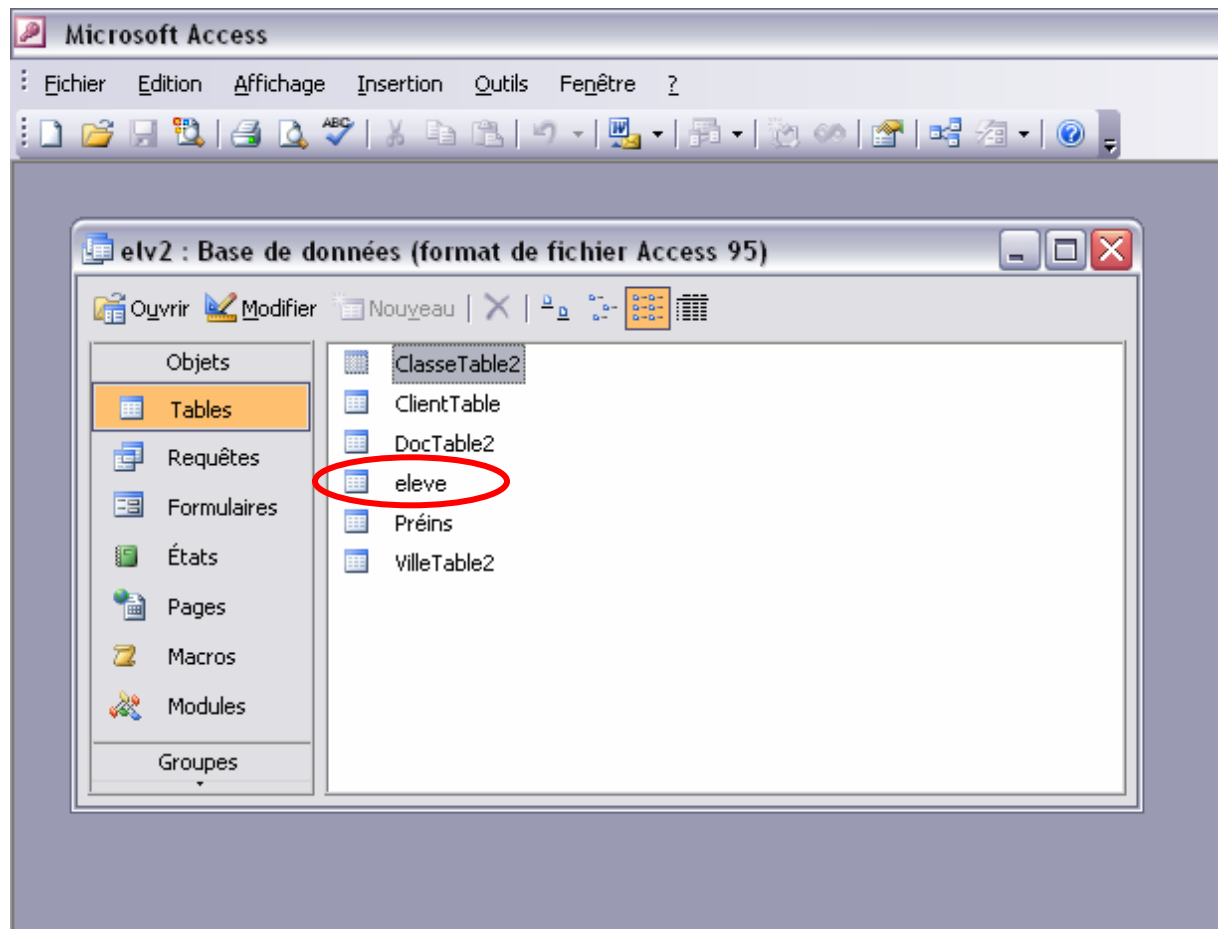 Microsoft Access
Fichier Edition Affichage Insertion Outils Fenêtre ?
ABC W ?
elv2 : Base de données (format de fichier Access 95)
Ouvrir Modifier Nouveau
Objets
Tables
Requêtes
Formulaires
États
Pages
Macros
Modules
Groupes
ClasseTable2
ClientTable
DocTable2
eleve
Préins
VilleTable2